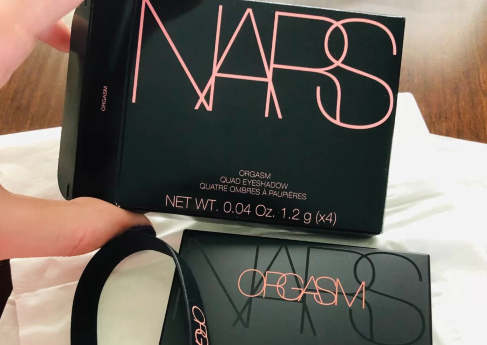 NARS
ORGASM
ORGASM
QUAD EYESHADOW
QUATRE OMBRES À PAUPIÈRES
NET WT. 0.04 Oz. 1.2 g (x4)
NARS
ORGASM